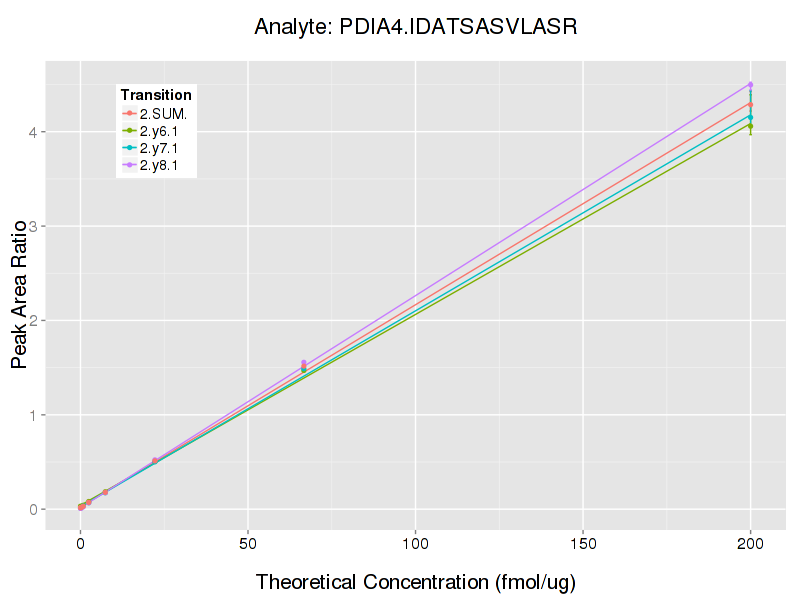 Analyte: PDIA4.IDATSASVLASR
Transition
2.SUM.
2.y6.1
2.y7.1
2.y8.1
Peak Area Ratio
4
3
2
1
0
0 50 100 150 200
Theoretical Concentration (fmol/ug)